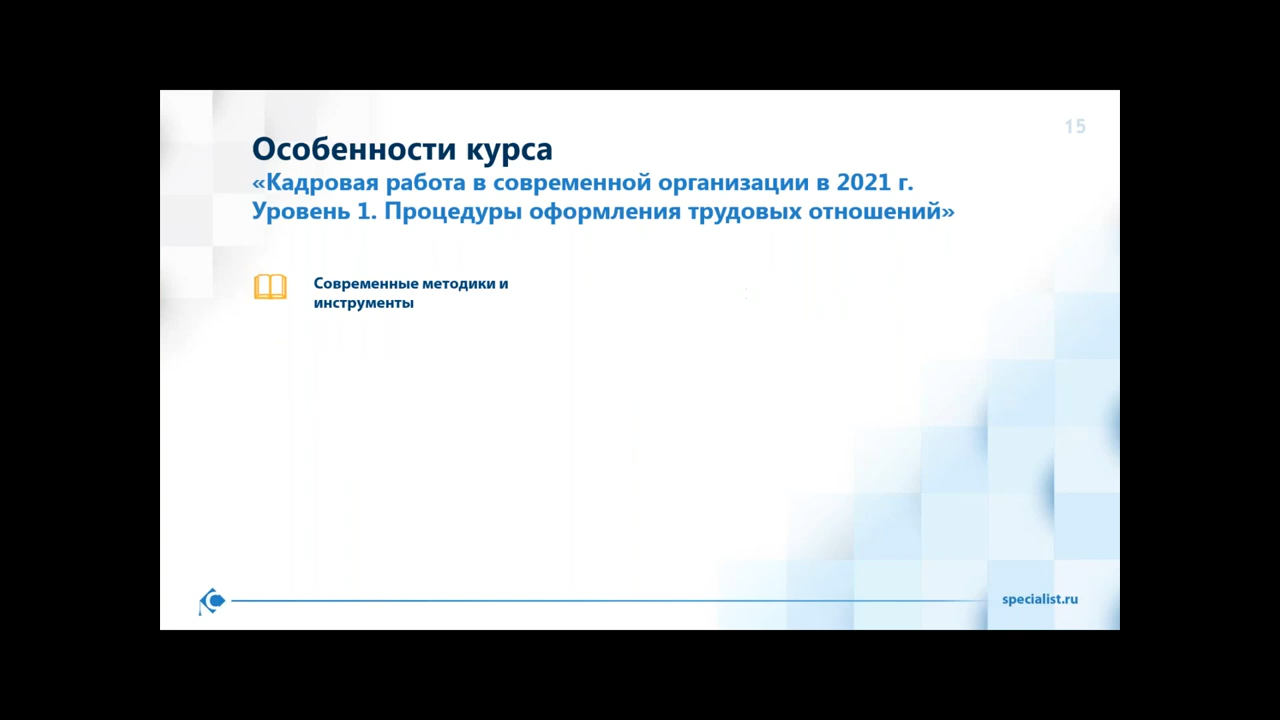 15
Особенности курса
«Кадровая работа в современной организации в 2021 г.
Уровень 1. Процедуры оформления трудовых отношений»
Современные методики и
инструменты
specialist.ru